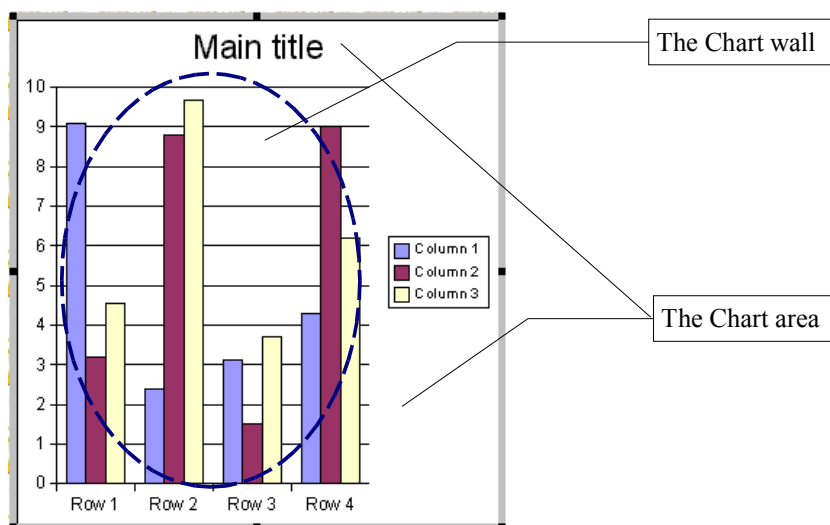 Main title
The Chart wall
10
9
8
7
6
5
4
3
2
1
0
Column 1
Column 2
Column 3
The Chart area
Row 1 Row 2 Row 3 Row 4